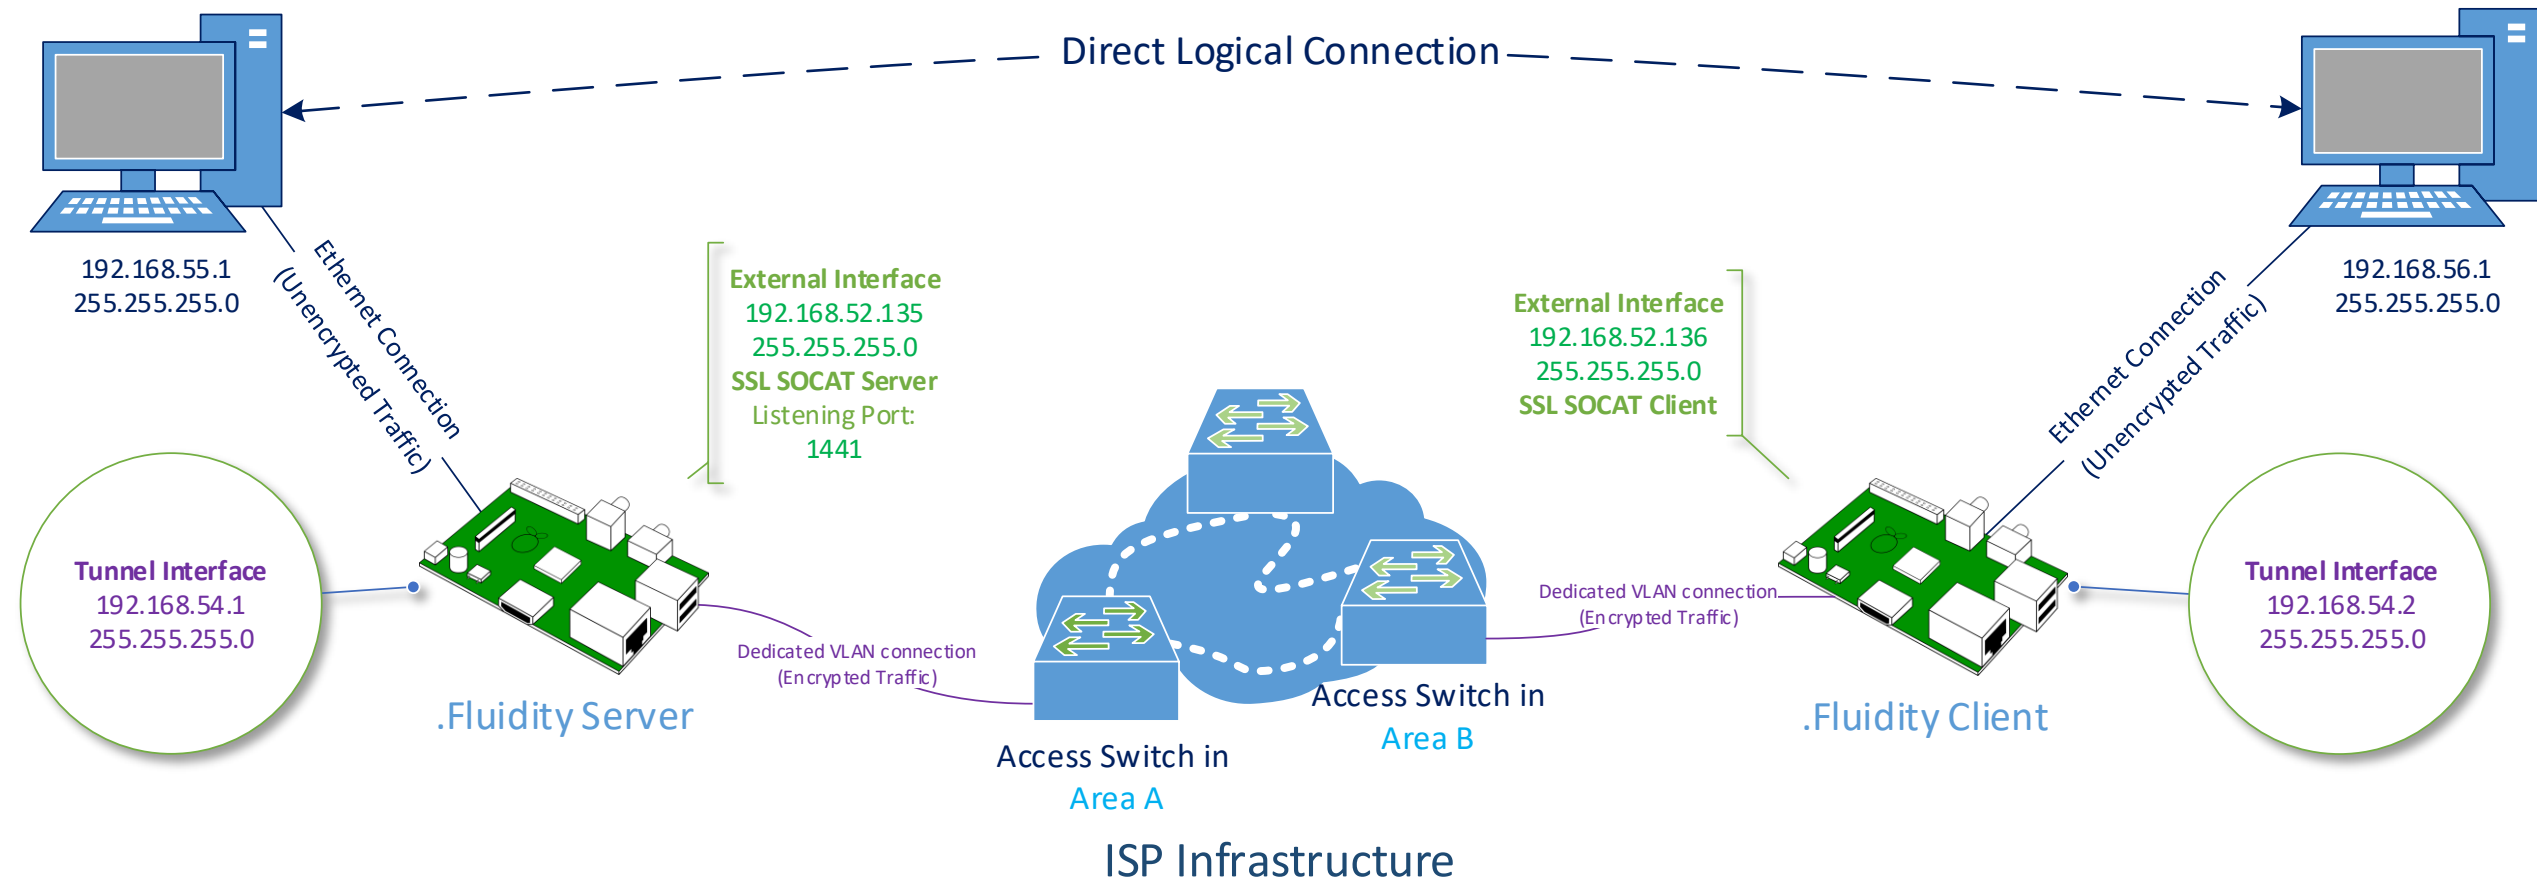 Direct Logical Connection
192.168.55.1
255.255.255.0
Ethernet Connection
(Unencrypted Traffic)
External Interface
192.168.52.135
255.255.255.0
SSL SOCAT Server
Listening Port:
1441
External Interface
192.168.52.136
255.255.255.0
SSL SOCAT Client
Ethernet Connection
(Unencrypted Traffic)
192.168.56.1
255.255.255.0
Tunnel Interface
192.168.54.1
255.255.255.0
.Fluidity Server
Dedicated VLAN connection
(Encrypted Traffic)
Access Switch in
Area A
Access Switch in
Area B
Dedicated VLAN connection
(Encrypted Traffic)
.Fluidity Client
Tunnel Interface
192.168.54.2
255.255.255.0
ISP Infrastructure